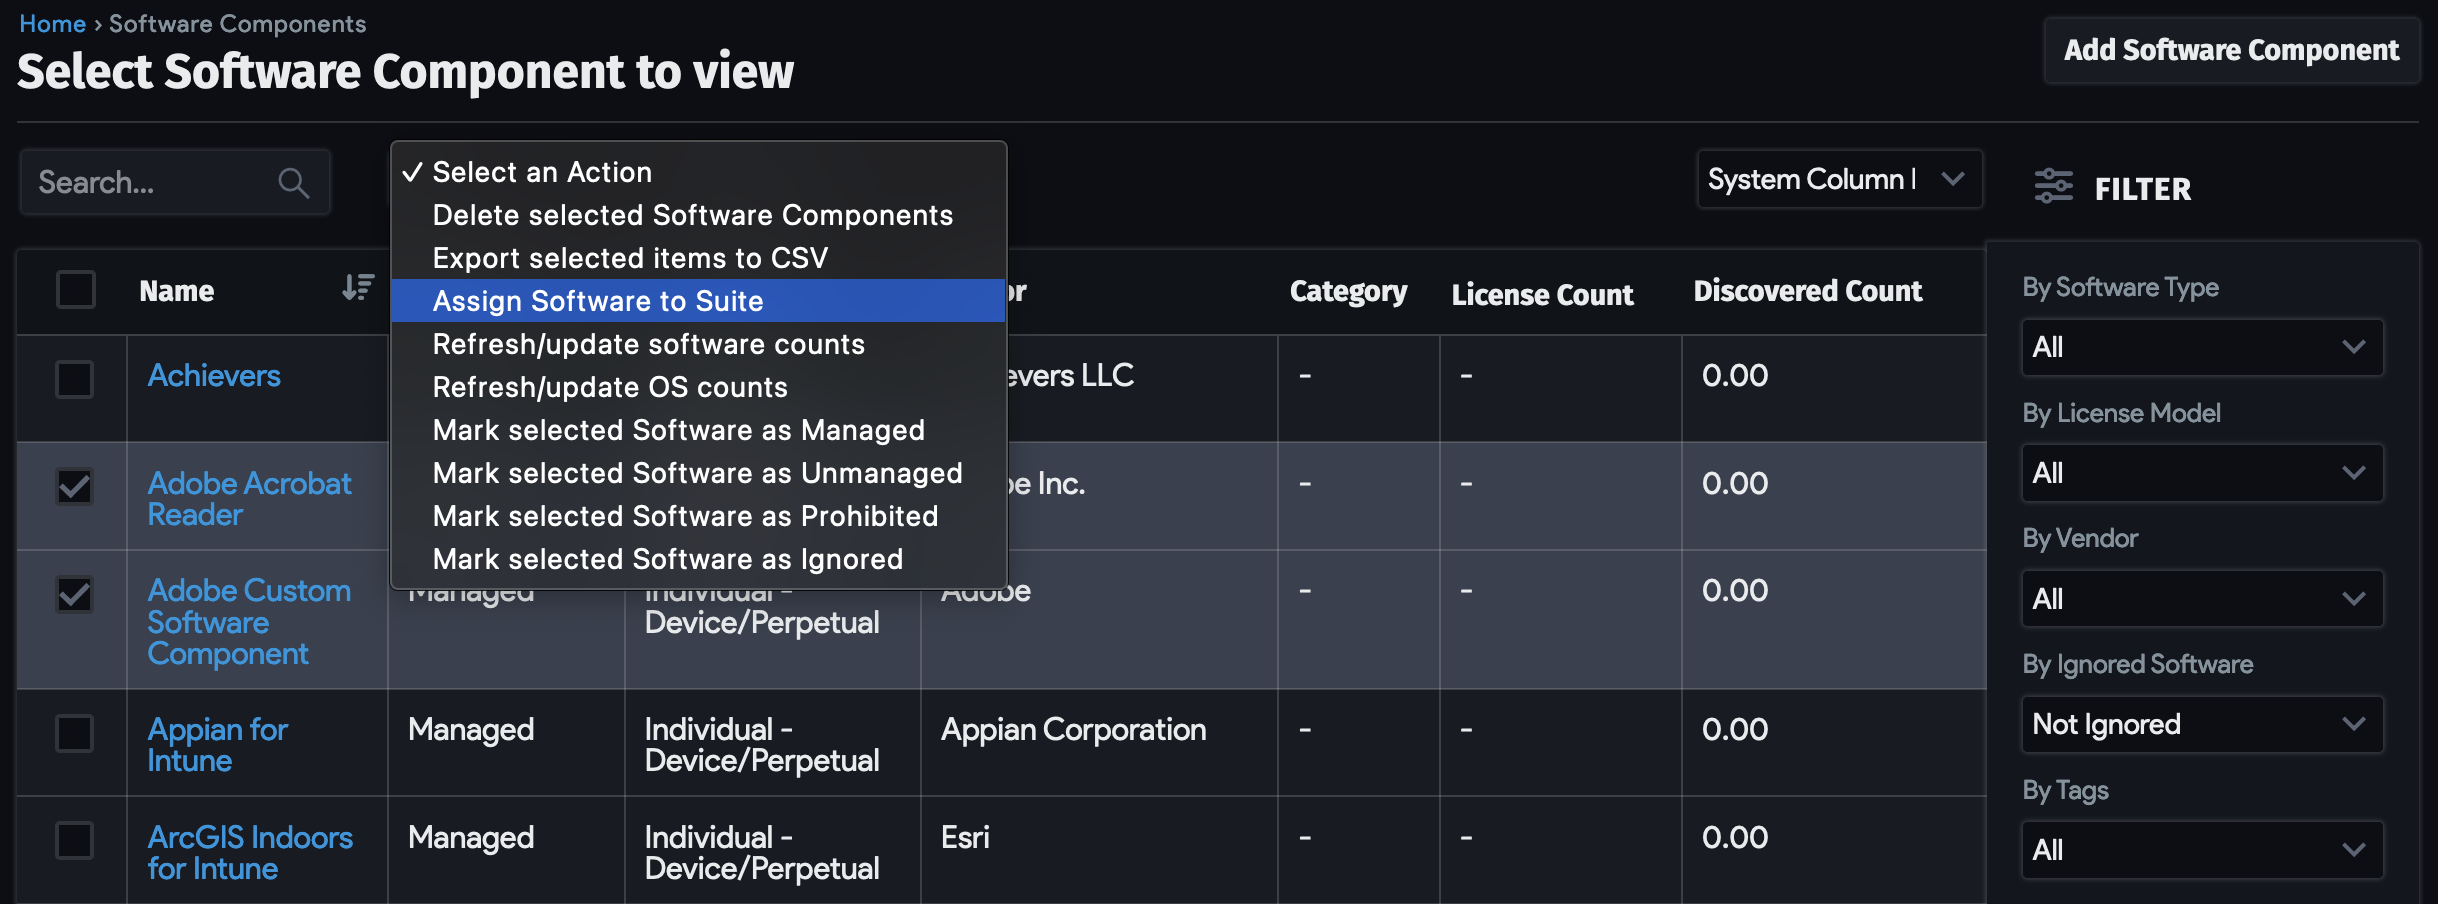 Home › Software Components
Select Software Component to view
Add Software Component
Search...
✓ Select an Action
Delete selected Software Components
Export selected items to CSV
Assign Software to Suite
Refresh/update software counts
Refresh/update OS counts
Mark selected Software as Managed
Mark selected Software as Unmanaged
Mark selected Software as Prohibited
Mark selected Software as Ignored
System Column
FILTER
Name
Category
License Count
Discovered Count
Achievers
LLC
-
-
0.00
Adobe Acrobat
Reader
Inc.
-
-
0.00
Adobe Custom
Software
Component
Managed
Individual -
Device/Perpetual
Adobe
-
-
0.00
Appian for
Intune
Managed
Individual -
Device/Perpetual
Appian Corporation
-
-
0.00
ArcGIS Indoors
for Intune
Managed
Individual -
Device/Perpetual
Esri
-
-
0.00
By Software Type
All
By License Model
All
By Vendor
All
By Ignored Software
Not Ignored
By Tags
All